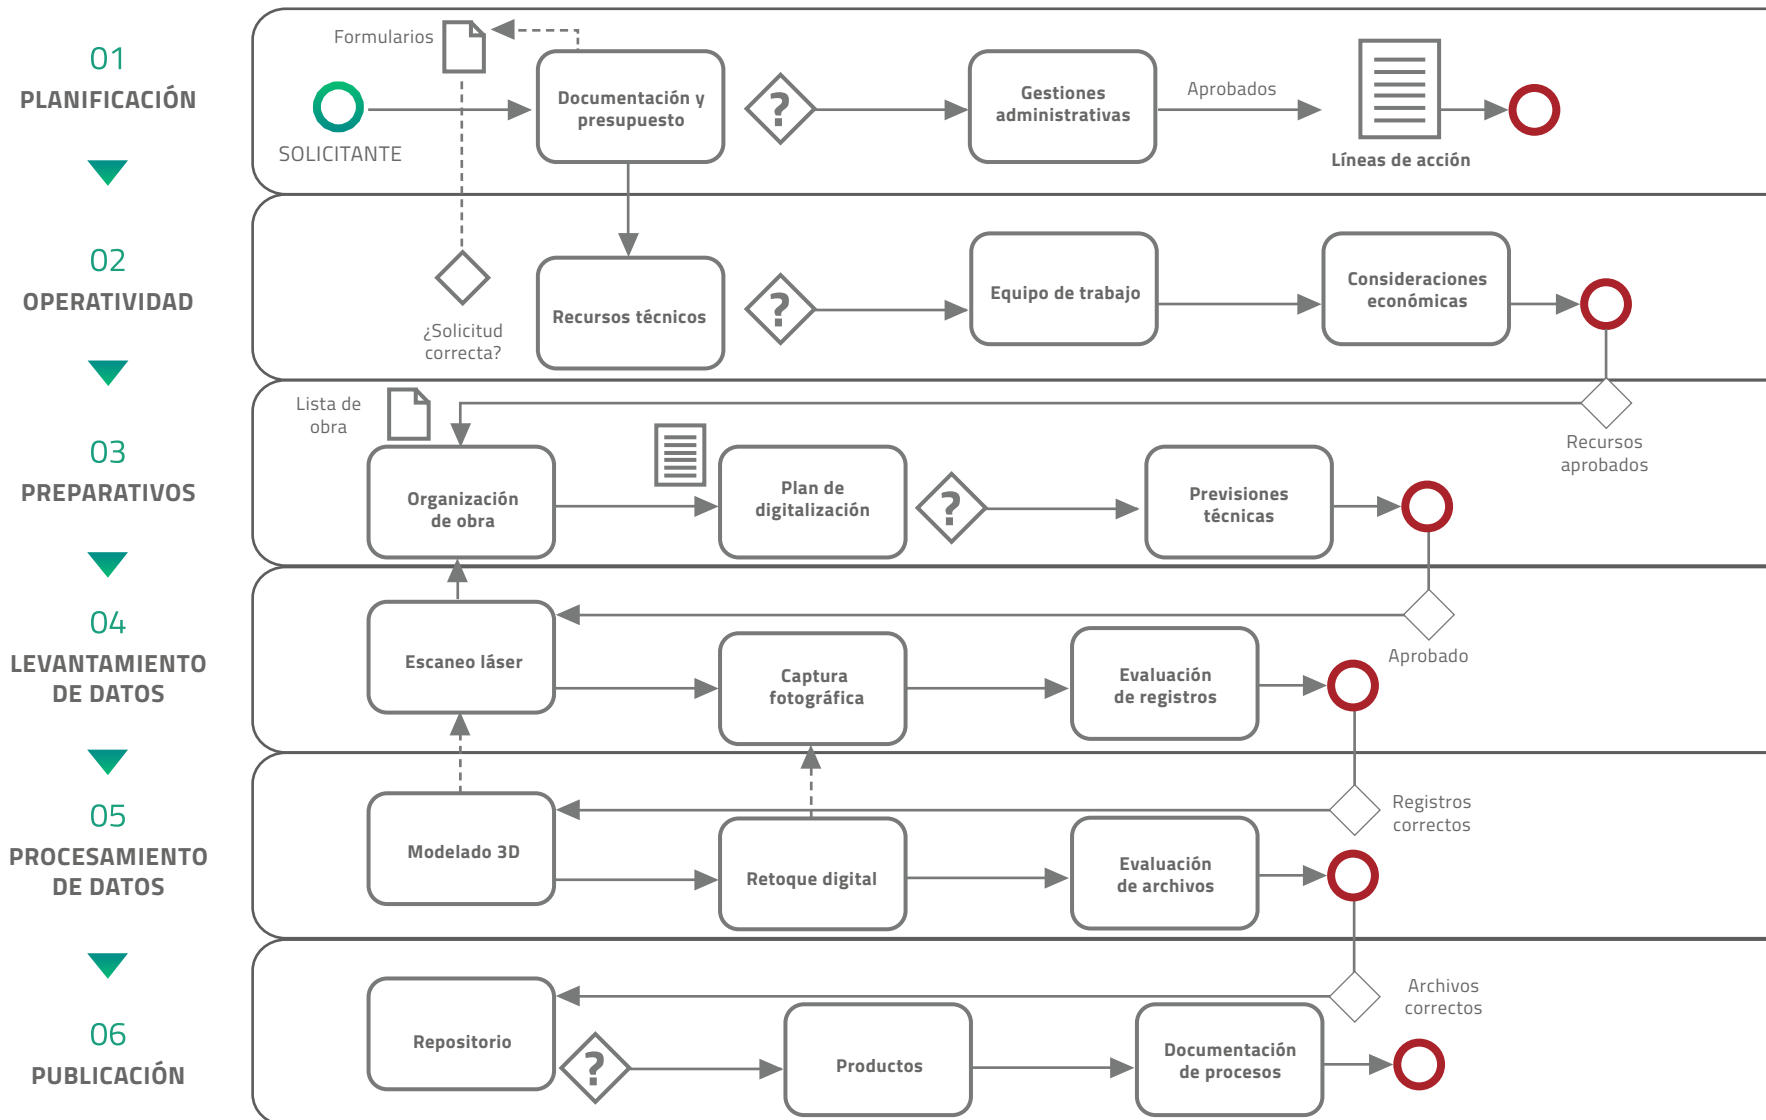 01
PLANIFICACIÓN
Formularios
SOLICITANTE
Documentación y
presupuesto
?
Gestiones
administrativas
Aprobados
Líneas de acción
02
OPERATIVIDAD
¿Solicitud
correcta?
Recursos técnicos
?
Equipo de trabajo
Consideraciones
económicas
03
PREPARATIVOS
Lista de
obra
Organización
de obra
Plan de
digitalización
?
Previsiones
técnicas
Recursos
aprobados
04
LEVANTAMIENTO
DE DATOS
Escaneo láser
Captura
fotográfica
Evaluación
de registros
Aprobado
05
PROCESAMIENTO
DE DATOS
Modelado 3D
Retoque digital
Evaluación
de archivos
Registros
correctos
06
PUBLICACIÓN
Repositorio
?
Productos
Documentación
de procesos
Archivos
correctos